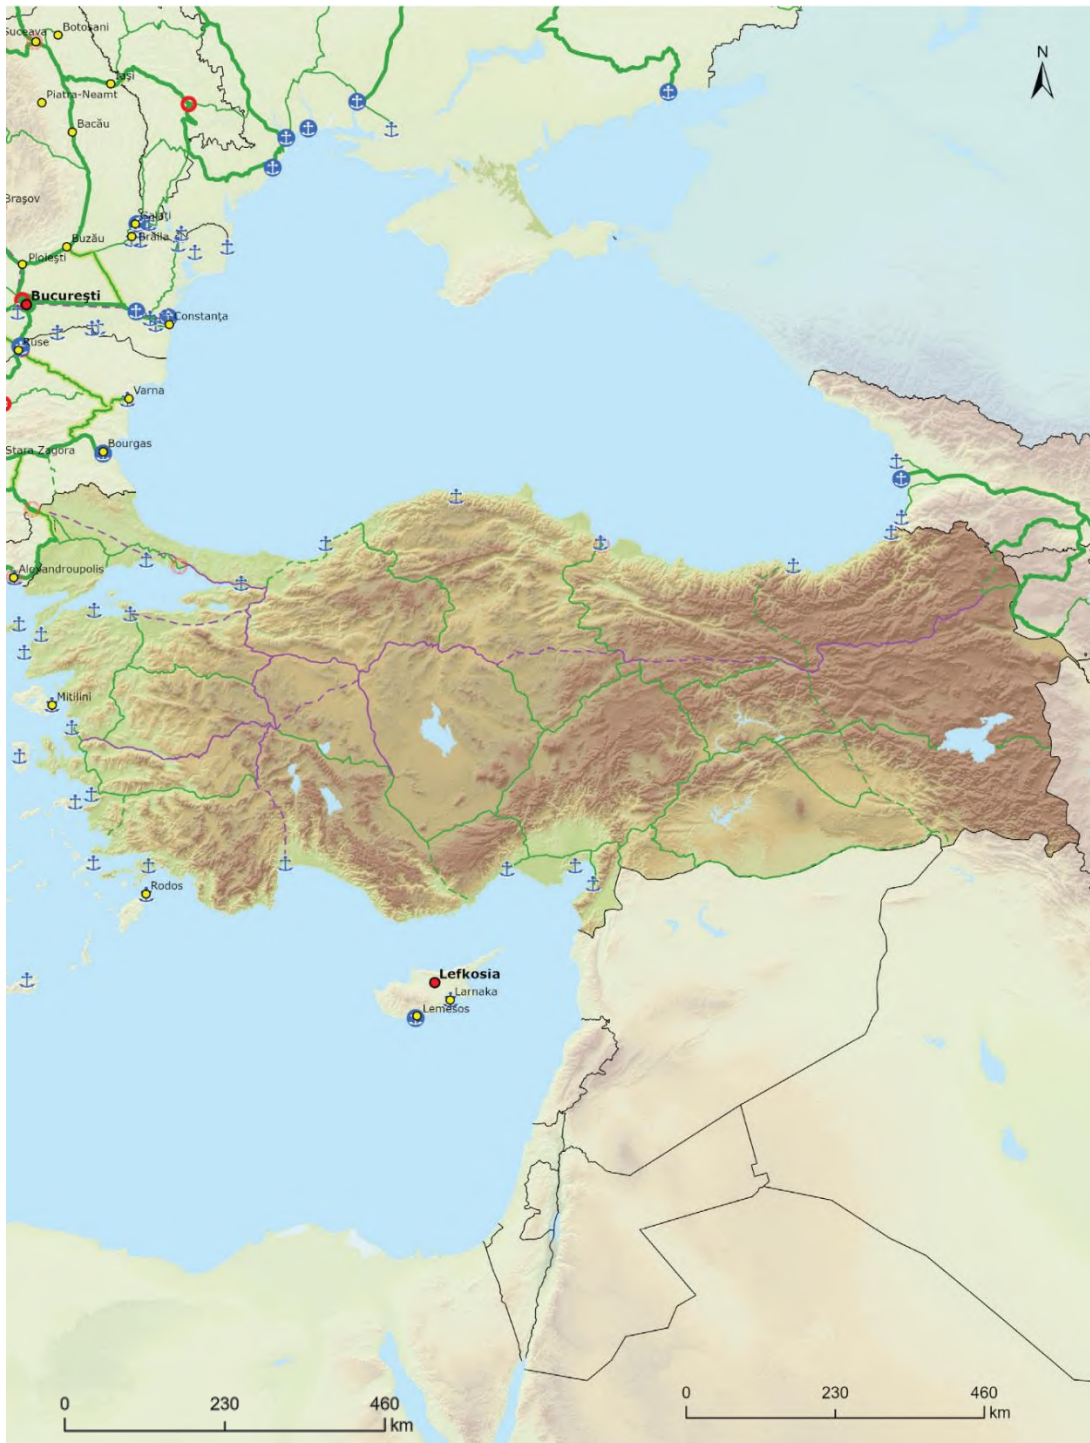 Suceava
Botoşani
N
Iaşi
Piatra-Neamt
Bacău
Braşov
Galaţi
Brăila
Buzău
Ploieşti
Bucureşti
Constanţa
Ruse
Varna
Bourgas
Stara Zagora
Alexandroupolis
Mitilini
Rodos
Lefkosia
Larnaka
Lemesos
0 230 460
km
0 230 460
km